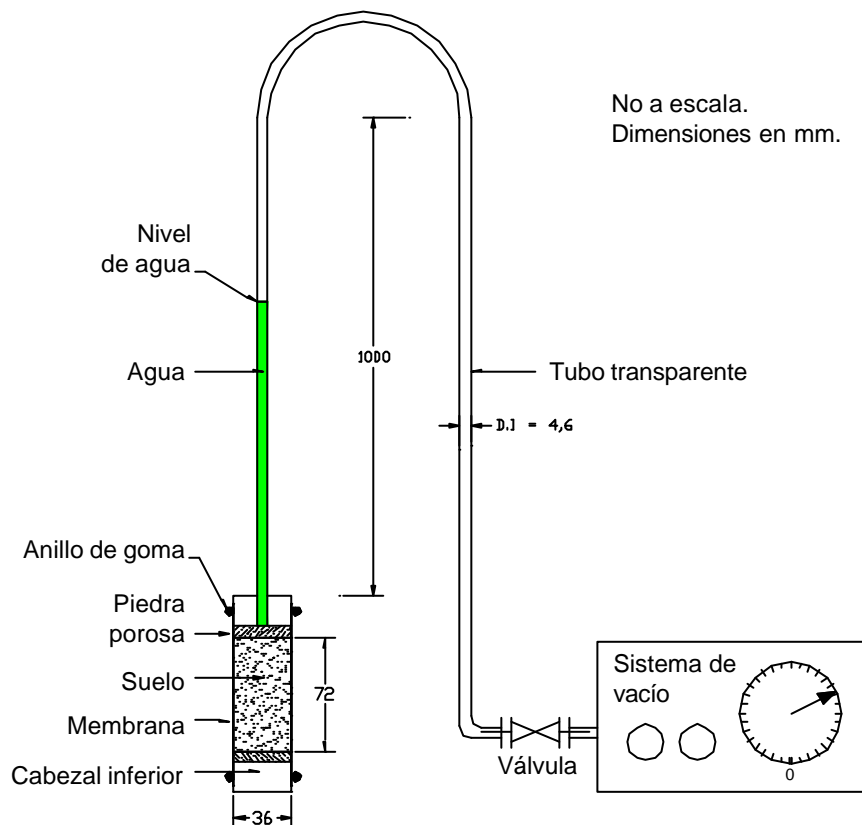 No a escala.
Dimensiones en mm.
Nivel
de agua
1000
Agua
Tubo transparente
D.I = 4,6
Anillo de goma
Piedra
porosa
Suelo
72
Membrana
Cabezal inferior
36
Sistema de
vacío
0
Válvula